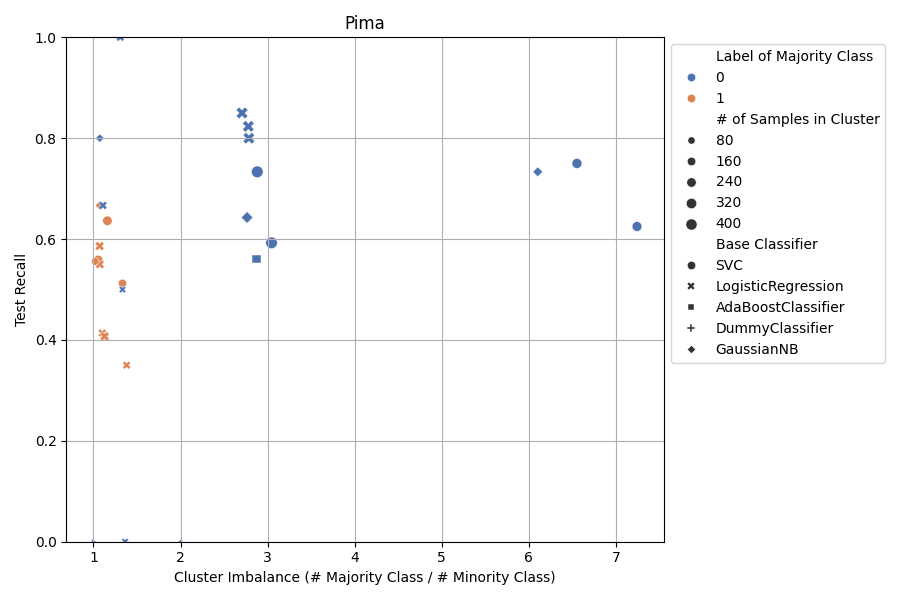 Pima
1.0
0.8
0.6
0.4
0.2
0.0
Test Recall
1 2 3 4 5 6 7
Cluster Imbalance (# Majority Class / # Minority Class)
Label of Majority Class
0
1
# of Samples in Cluster
80
160
240
320
400
Base Classifier
SVC
LogisticRegression
AdaBoostClassifier
DummyClassifier
GaussianNB